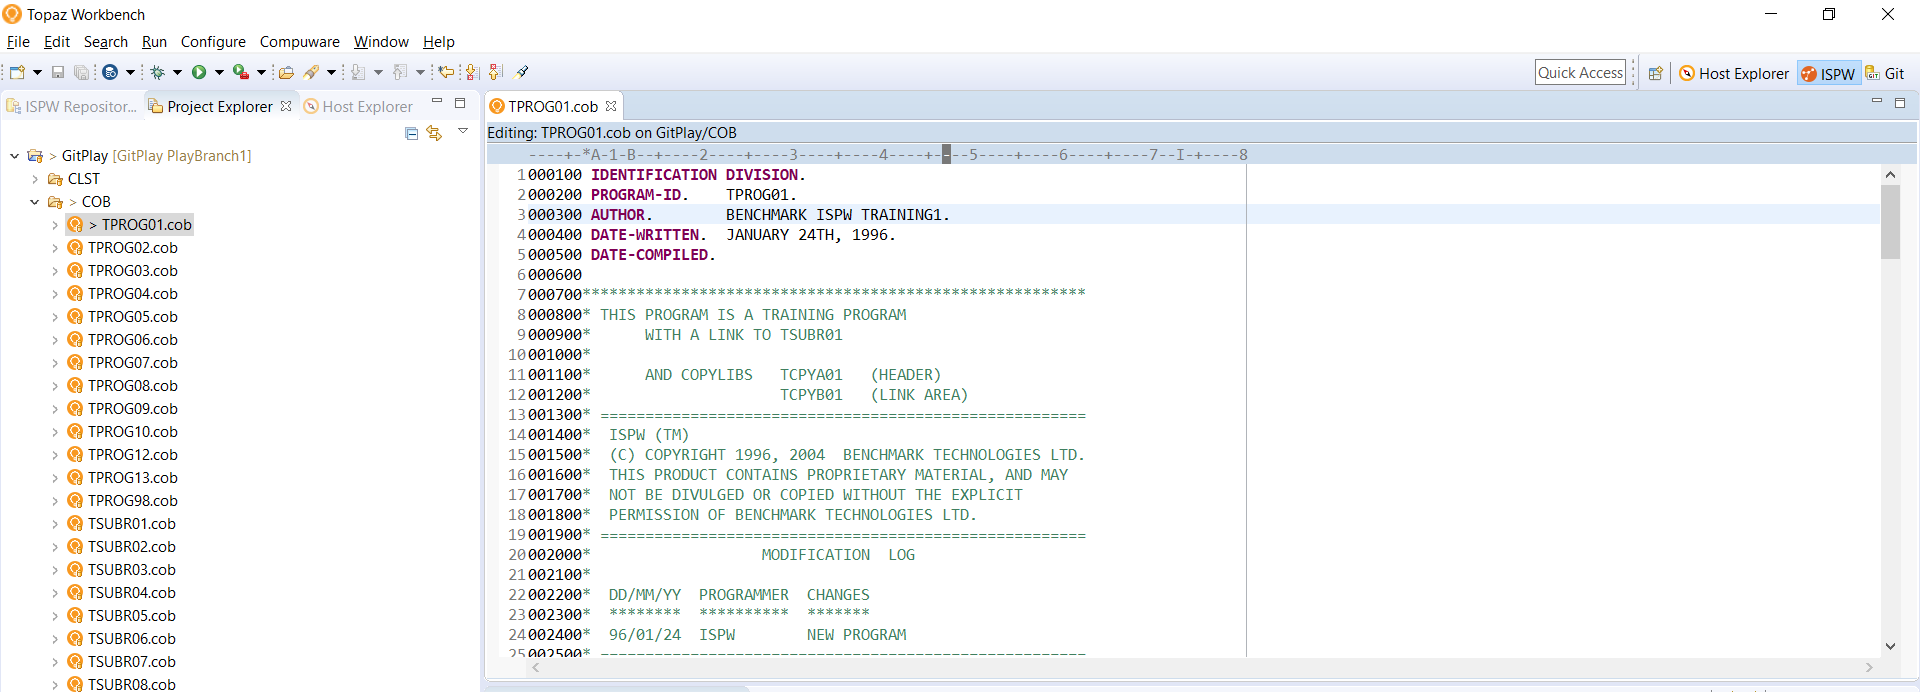 Topaz Workbench
File Edit Search Run Configure Compuware Window Help
Quick Access Host Explorer ISPW Git
ISPW Repositor... Project Explorer Host Explorer
GitPlay [GitPlay PlayBranch1]
CLST
> COB
> TPROG01.cob
TPROG02.cob
TPROG03.cob
TPROG04.cob
TPROG05.cob
TPROG06.cob
TPROG07.cob
TPROG08.cob
TPROG09.cob
TPROG10.cob
TPROG12.cob
TPROG13.cob
TPROG98.cob
TSUBR01.cob
TSUBR02.cob
TSUBR03.cob
TSUBR04.cob
TSUBR05.cob
TSUBR06.cob
TSUBR07.cob
TSUBR08.cob
TPROG01.cob
Editing: TPROG01.cob on GitPlay/COB
----+-*A-1-B--+----2----+----3----+----4----+----5----+----6----+----7--I-+----8
1 000100 IDENTIFICATION DIVISION.
2 000200 PROGRAM-ID.    TPROG01.
3 000300 AUTHOR.        BENCHMARK ISPW TRAINING1.
4 000400 DATE-WRITTEN.  JANUARY 24TH, 1996.
5 000500 DATE-COMPILED.
6 000600
7 000700********************************************************
8 000800* THIS PROGRAM IS A TRAINING PROGRAM
9 000900*      WITH A LINK TO TSUBR01
10 001000*
11 001100*      AND COPYLIBS   TCPYA01   (HEADER)
12 001200*                     TCPYB01   (LINK AREA)
13 001300* ======================================================
14 001400*  ISPW (TM)
15 001500*  (C) COPYRIGHT 1996, 2004  BENCHMARK TECHNOLOGIES LTD.
16 001600*  THIS PRODUCT CONTAINS PROPRIETARY MATERIAL, AND MAY
17 001700*  NOT BE DIVULGED OR COPIED WITHOUT THE EXPLICIT
18 001800*  PERMISSION OF BENCHMARK TECHNOLOGIES LTD.
19 001900* ======================================================
20 002000*                   MODIFICATION  LOG
21 002100*
22 002200*  DD/MM/YY  PROGRAMMER  CHANGES
23 002300*  ********  **********  *******
24 002400*  96/01/24  ISPW        NEW PROGRAM
25 002500* ======================================================